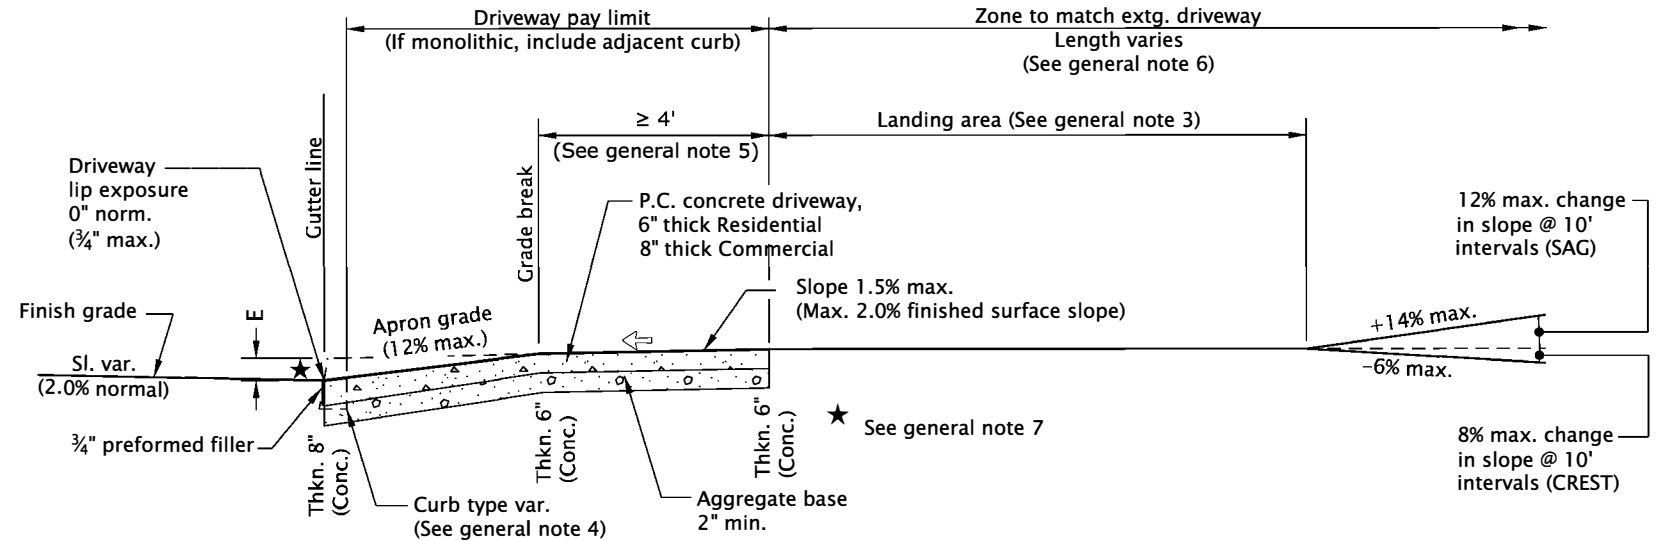 Driveway pay limit
(If monolithic, include adjacent curb)
Zone to match extg. driveway
Length varies
(See general note 6)
≥ 4'
(See general note 5)
Landing area (See general note 3)
Driveway
lip exposure
0" norm.
(¾" max.)
Gutter line
Grade break
P.C. concrete driveway,
6" thick Residential
8" thick Commercial
12% max. change
in slope @ 10'
intervals (SAG)
Slope 1.5% max.
(Max. 2.0% finished surface slope)
Finish grade
E
Apron grade
(12% max.)
+14% max.
Sl. var.
(2.0% normal)
-6% max.
¾" preformed filler
Thkn. 8"
(Conc.)
Thkn. 6"
(Conc.)
Thkn. 6"
(Conc.)
★ See general note 7
8% max. change
in slope @ 10'
intervals (CREST)
Curb type var.
(See general note 4)
Aggregate base
2" min.